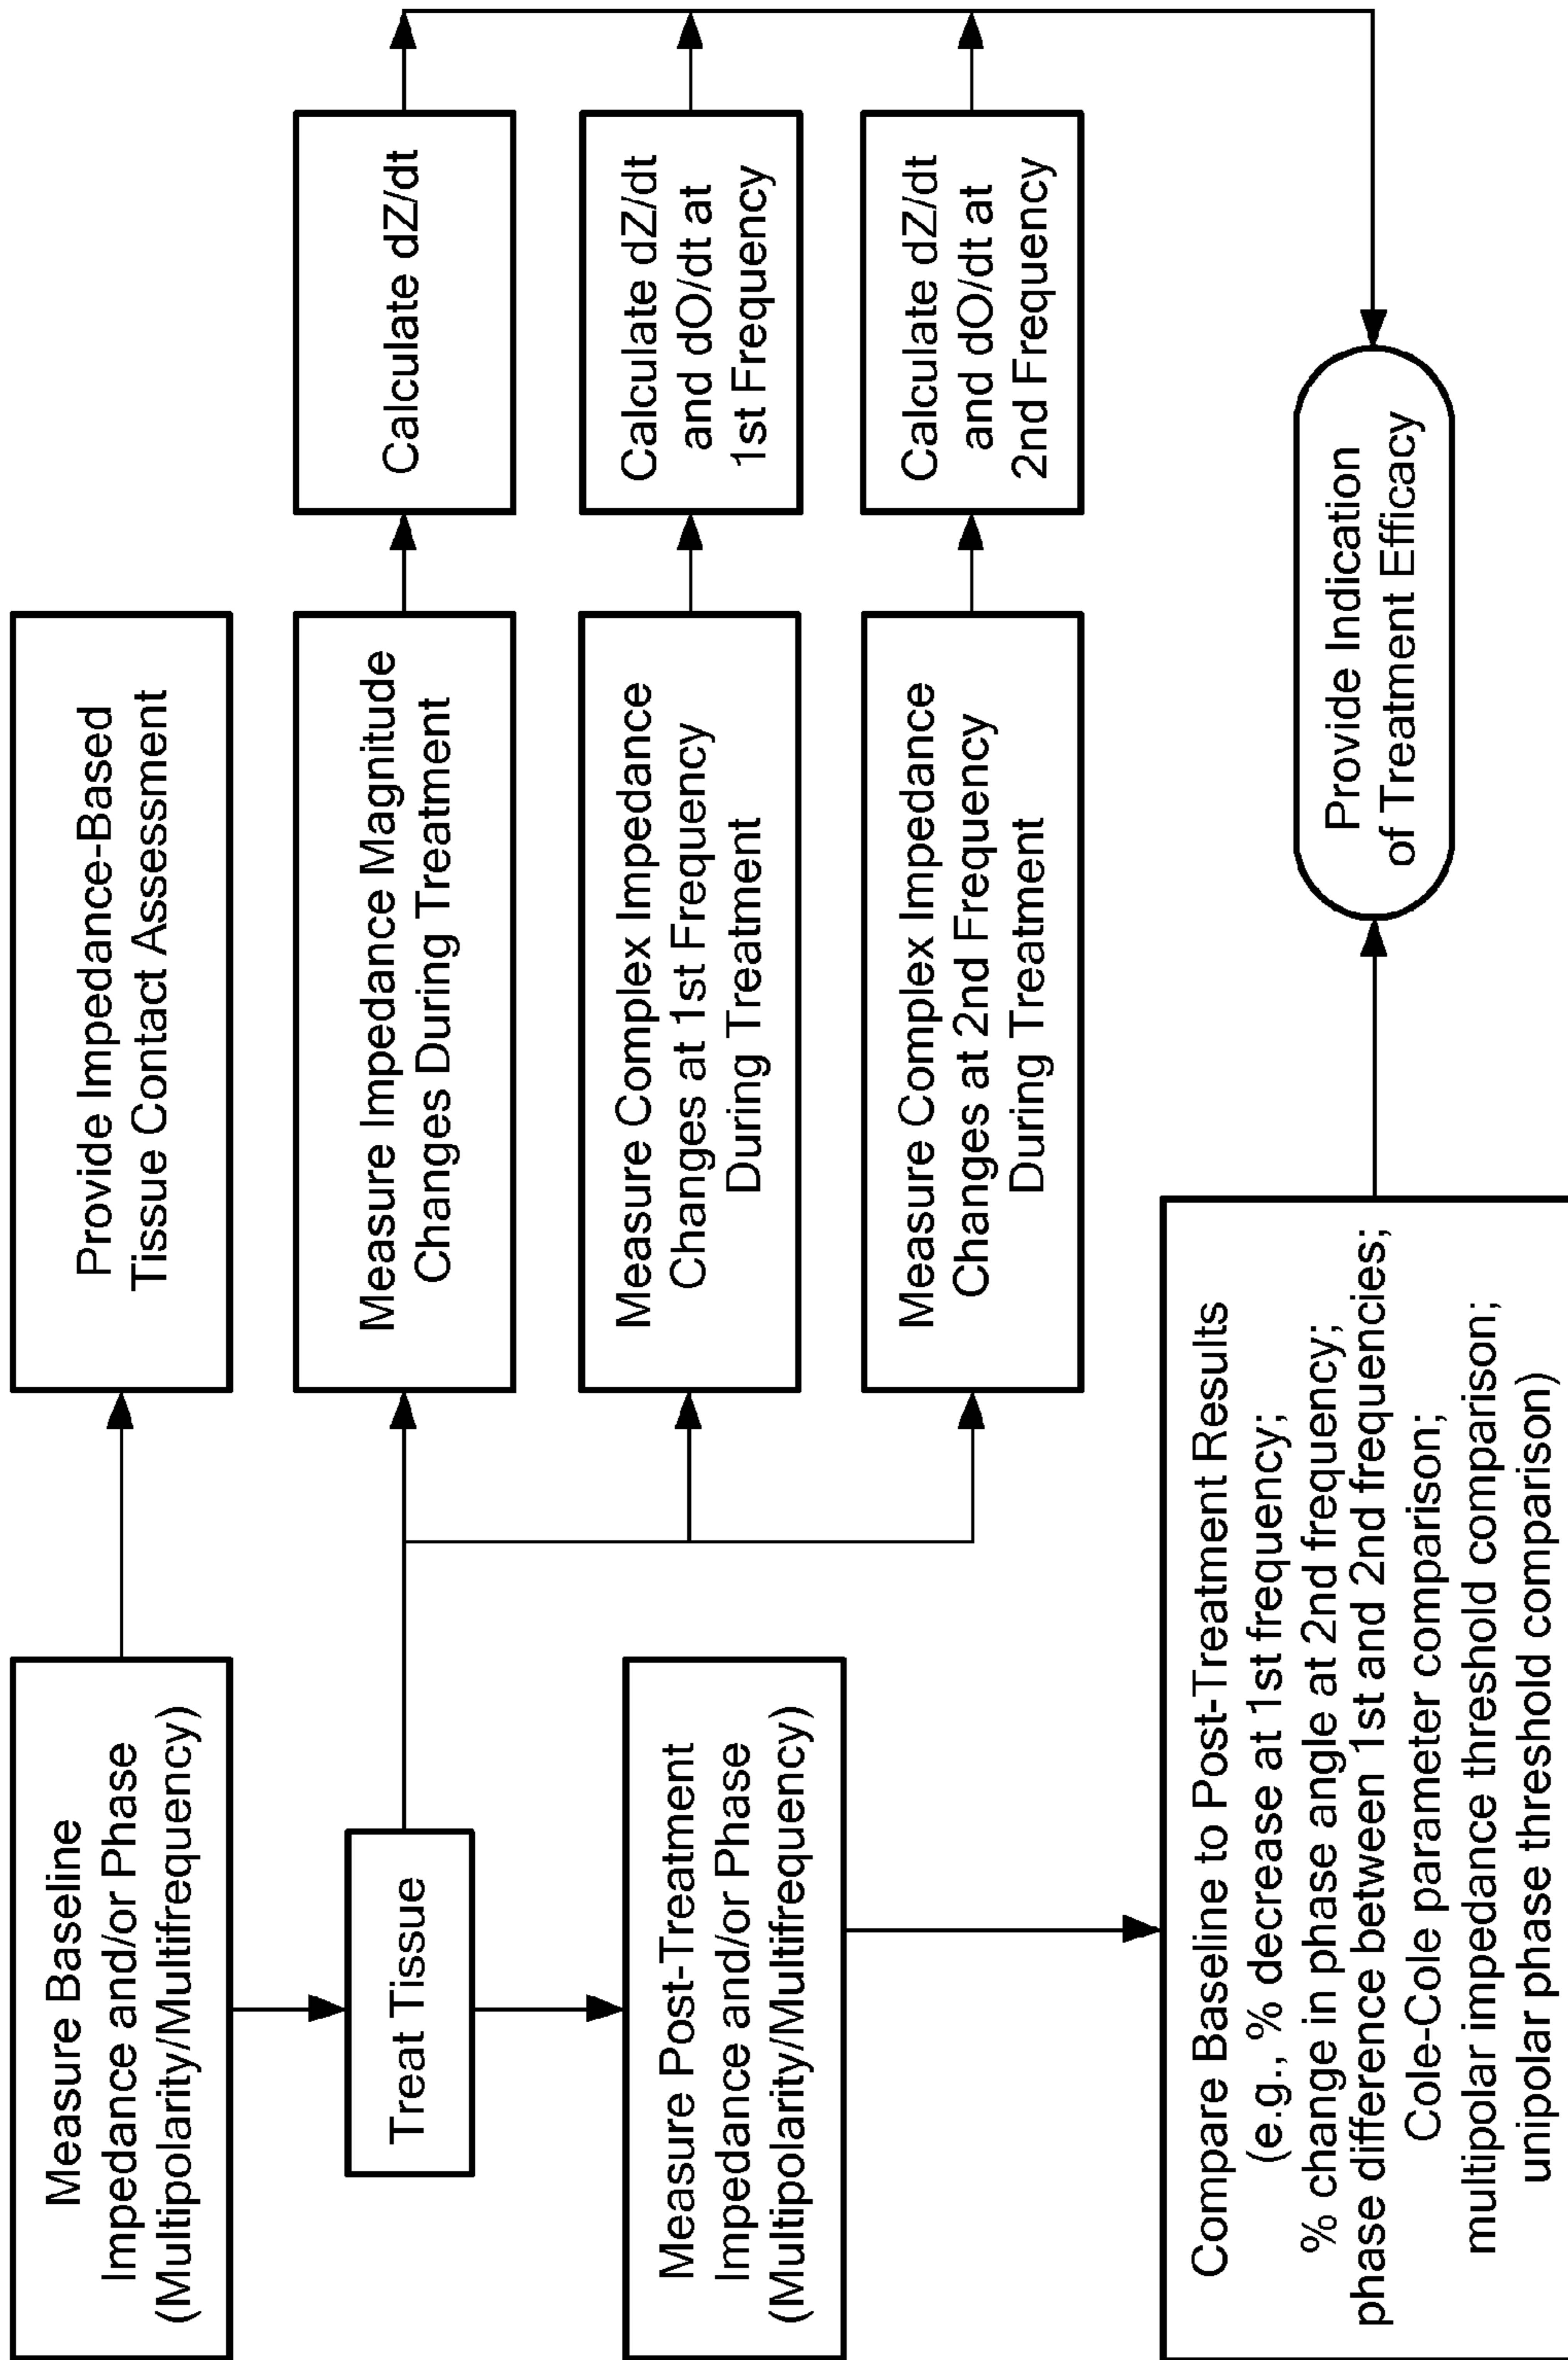 Measure Baseline
Impedance and/or Phase
(Multipolarity/Multifrequency)
Provide Impedance-Based
Tissue Contact Assessment
Treat Tissue
Measure Impedance Magnitude
Changes During Treatment
Calculate dZ/dt
Measure Complex Impedance
Changes at 1st Frequency
During Treatment
Calculate dZ/dt
and dO/dt at
1st Frequency
Measure Complex Impedance
Changes at 2nd Frequency
During Treatment
Calculate dZ/dt
and dO/dt at
2nd Frequency
Measure Post-Treatment
Impedance and/or Phase
(Multipolarity/Multifrequency)
Compare Baseline to Post-Treatment Results
(e.g., % decrease at 1st frequency;
% change in phase angle at 2nd frequency;
phase difference between 1st and 2nd frequencies;
Cole-Cole parameter comparison;
multipolar impedance threshold comparison;
unipolar phase threshold comparison)
Provide Indication
of Treatment Efficacy